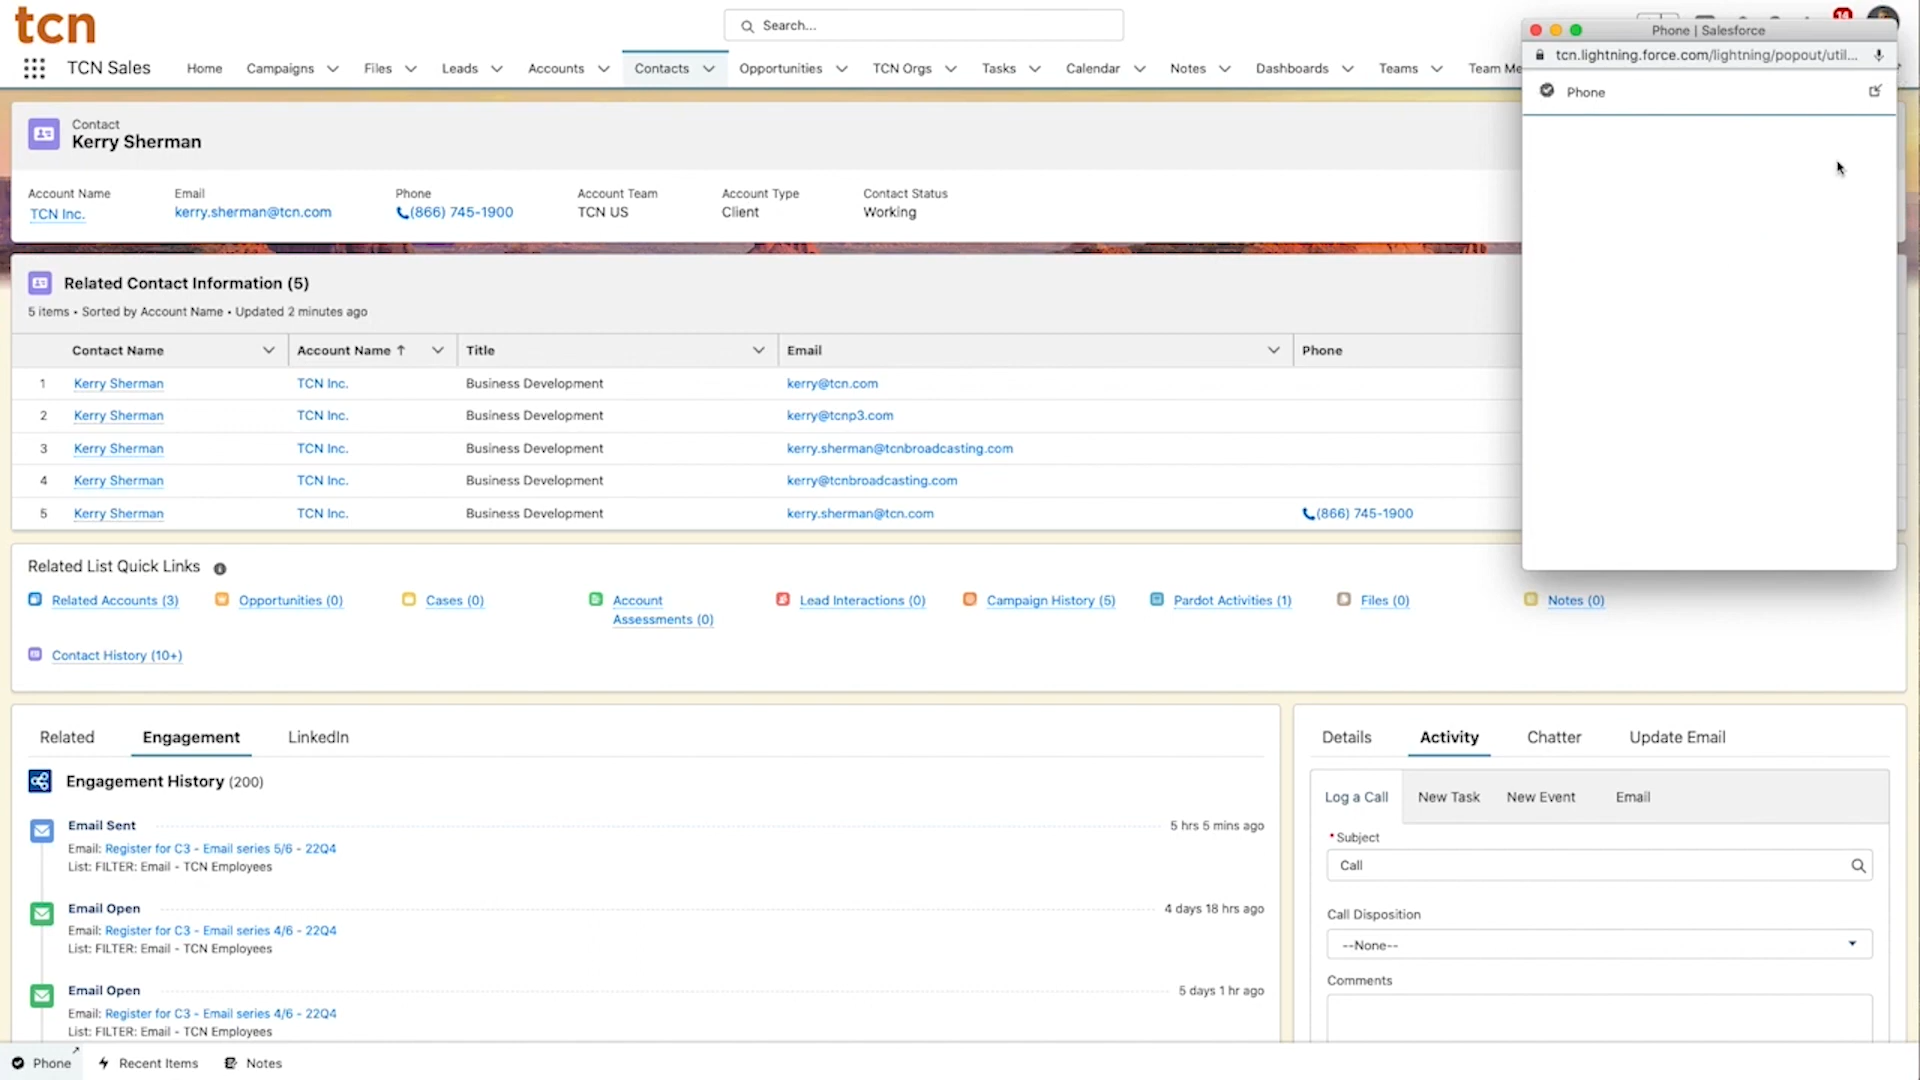 tcn
Search...
14
TCN Sales
Home
Campaigns
Files
Leads
Accounts
Contacts
Opportunities
TCN Orgs
Tasks
Calendar
Notes
Dashboards
Teams
Team Me
Phone | Salesforce
tcn.lightning.force.com/lightning/popout/util...
Phone
Contact
Kerry Sherman
Account Name
TCN Inc.
Email
kerry.sherman@tcn.com
Phone
(866) 745-1900
Account Team
TCN US
Account Type
Client
Contact Status
Working
Related Contact Information (5)
5 items • Sorted by Account Name • Updated 2 minutes ago
Contact Name Account Name ↑ Title Email Phone
1 Kerry Sherman TCN Inc. Business Development kerry@tcn.com
2 Kerry Sherman TCN Inc. Business Development kerry@tcnp3.com
3 Kerry Sherman TCN Inc. Business Development kerry.sherman@tcnbroadcasting.com
4 Kerry Sherman TCN Inc. Business Development kerry@tcnbroadcasting.com
5 Kerry Sherman TCN Inc. Business Development kerry.sherman@tcn.com (866) 745-1900
Related List Quick Links
Related Accounts (3)
Opportunities (0)
Cases (0)
Account
Assessments (0)
Lead Interactions (0)
Campaign History (5)
Pardot Activities (1)
Files (0)
Notes (0)
Contact History (10+)
Related
Engagement
LinkedIn
Engagement History (200)
Email Sent 5 hrs 5 mins ago
Email: Register for C3 - Email series 5/6 - 22Q4
List: FILTER: Email - TCN Employees
Email Open 4 days 18 hrs ago
Email: Register for C3 - Email series 4/6 - 22Q4
List: FILTER: Email - TCN Employees
Email Open 5 days 1 hr ago
Email: Register for C3 - Email series 4/6 - 22Q4
List: FILTER: Email - TCN Employees
Details
Activity
Chatter
Update Email
Log a Call
New Task
New Event
Email
*Subject
Call
Call Disposition
--None--
Comments
Phone
Recent Items
Notes